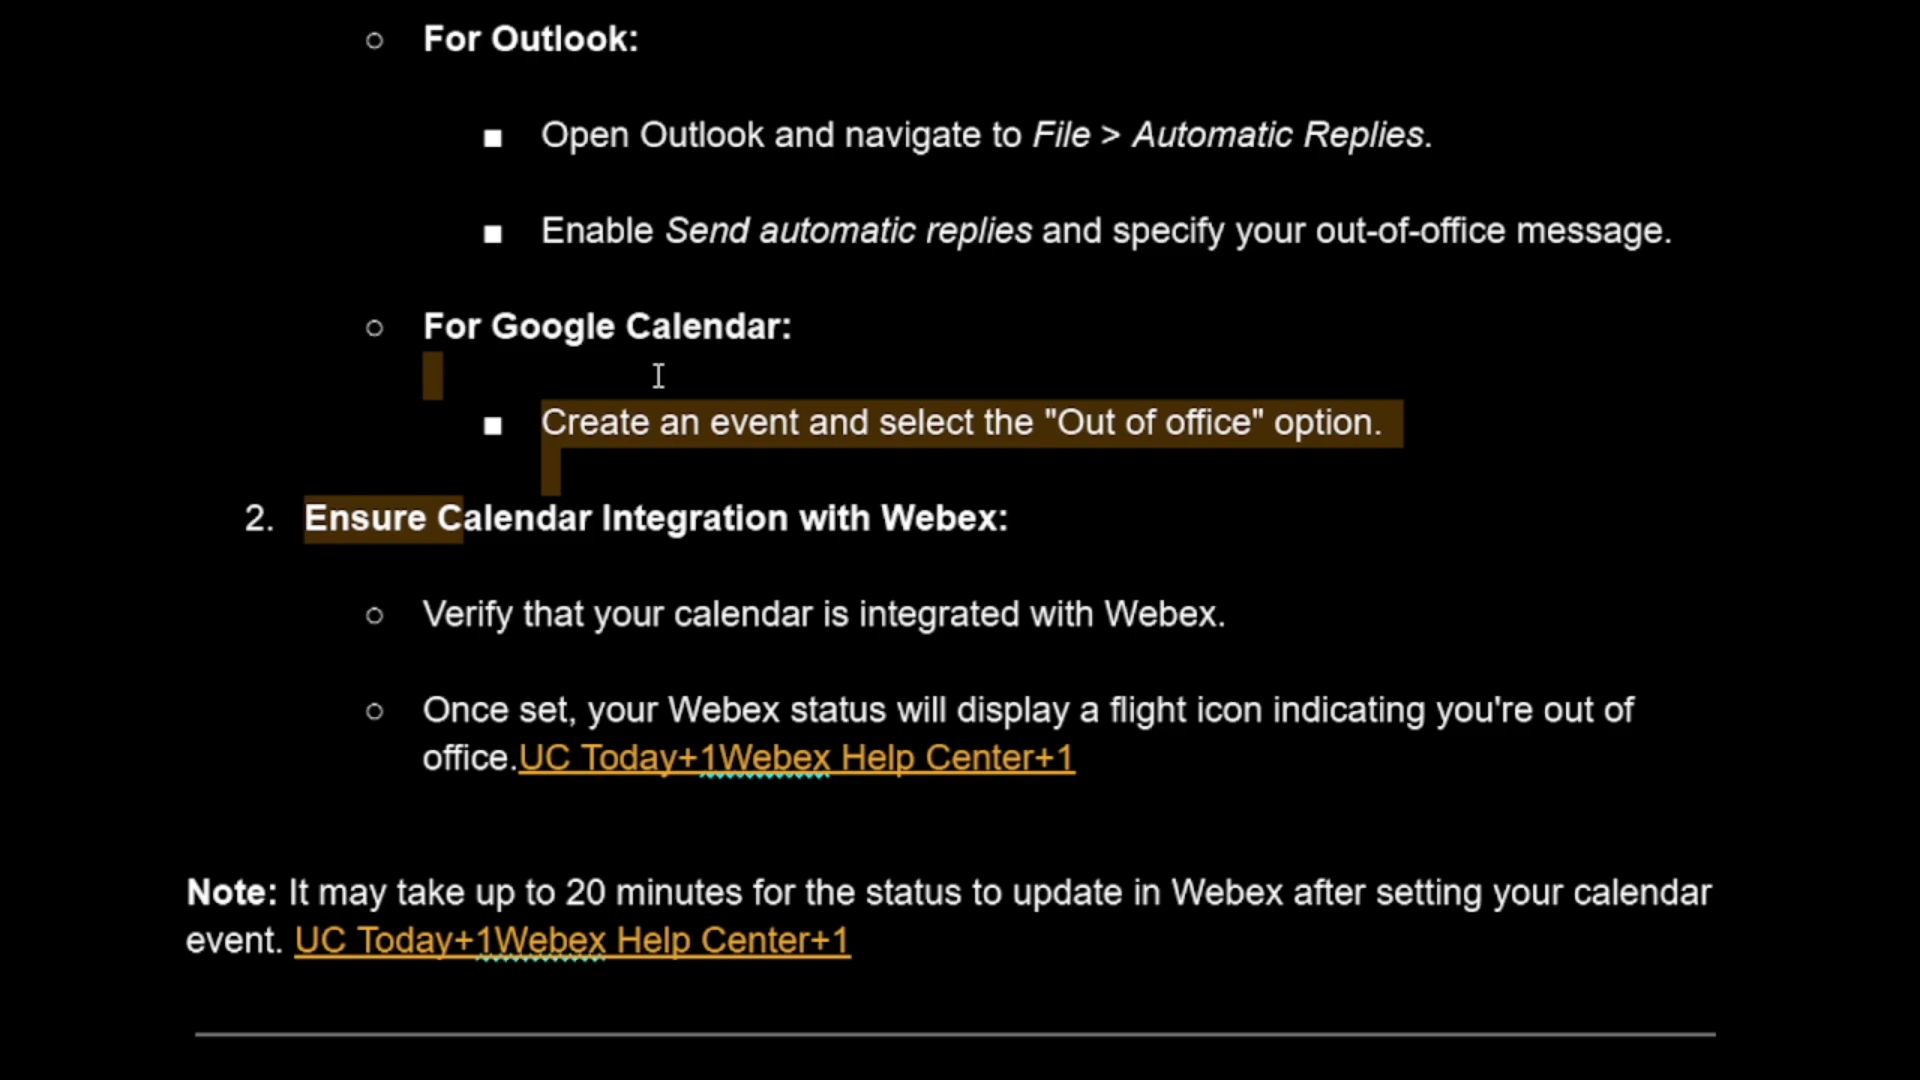 For Outlook:
Open Outlook and navigate to File > Automatic Replies.
Enable Send automatic replies and specify your out-of-office message.
For Google Calendar:
Create an event and select the "Out of office" option.
2. Ensure Calendar Integration with Webex:
Verify that your calendar is integrated with Webex.
Once set, your Webex status will display a flight icon indicating you're out of
office.UC Today+1Webex Help Center+1
Note: It may take up to 20 minutes for the status to update in Webex after setting your calendar
event. UC Today+1Webex Help Center+1